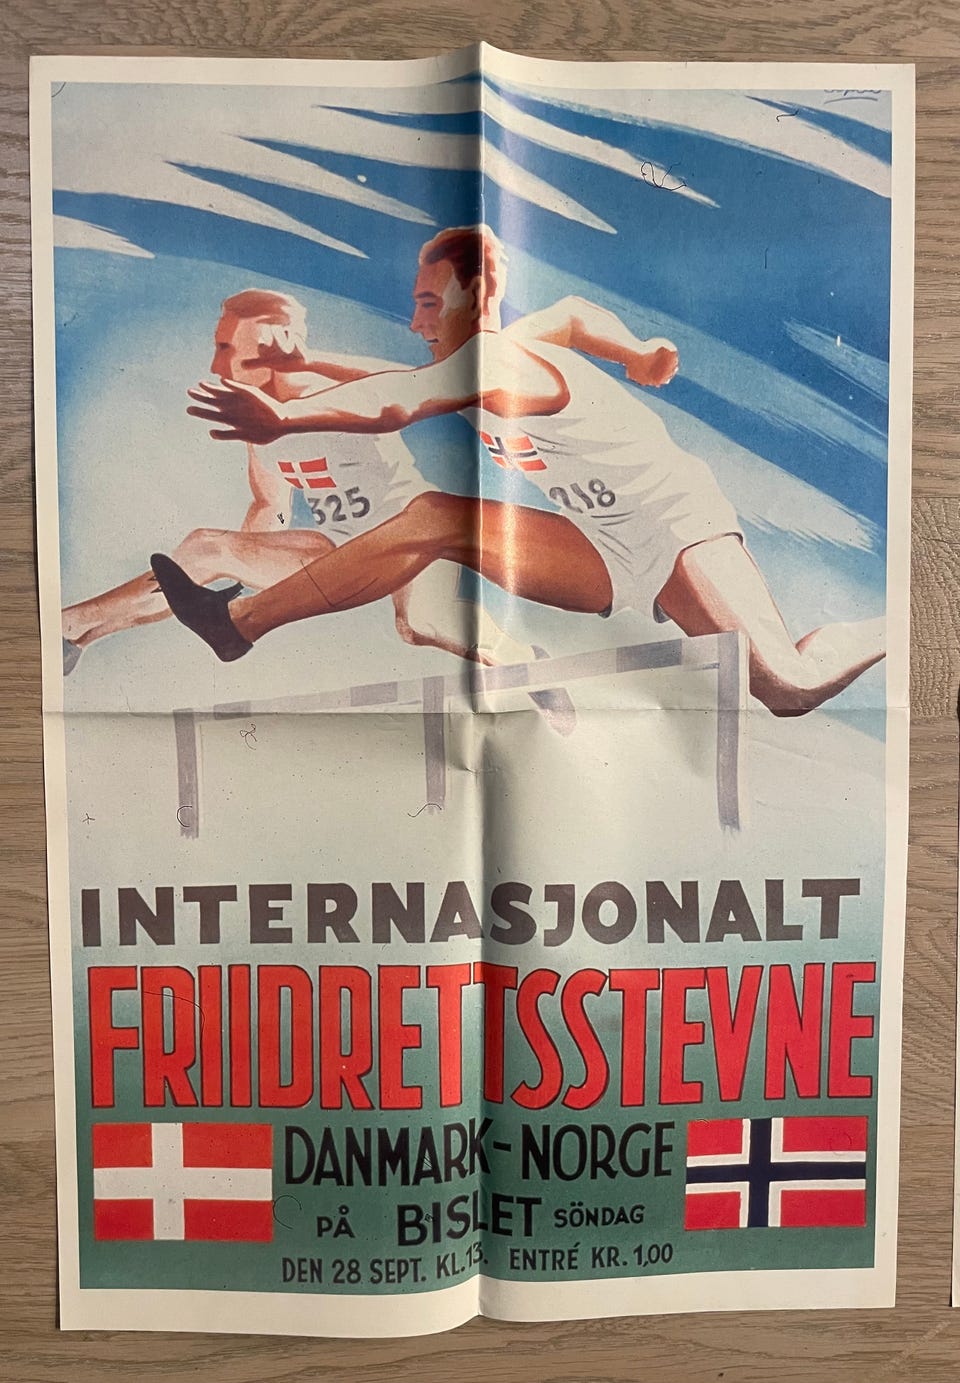 325
218
INTERNASJONALT
FRIIDRETTSSTEVNE
DANMARK-NORGE
PÅ BISLET SÖNDAG
DEN 28 SEPT. KL.13. ENTRÉ KR. 1,00